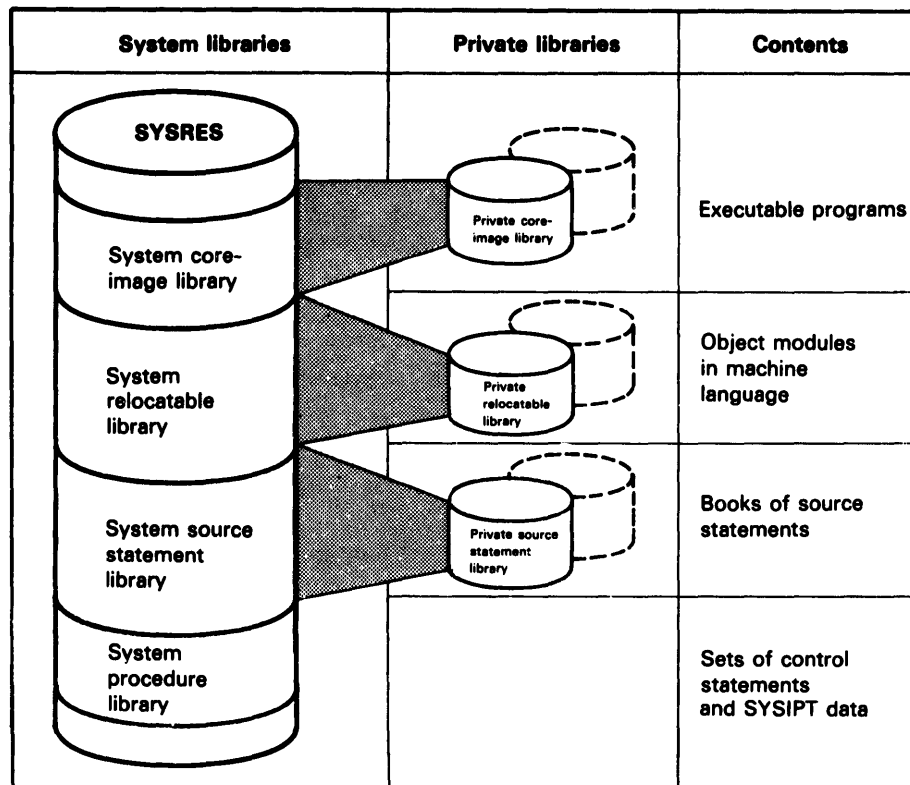 System libraries
Private libraries
Contents
SYSRES
System core-
image library
Private core-
image library
Executable programs
System
relocatable
library
Private
relocatable
library
Object modules
in machine
language
System source
statement
library
Private source
statement
library
Books of source
statements
System
procedure
library
Sets of control
statements
and SYSIPT data